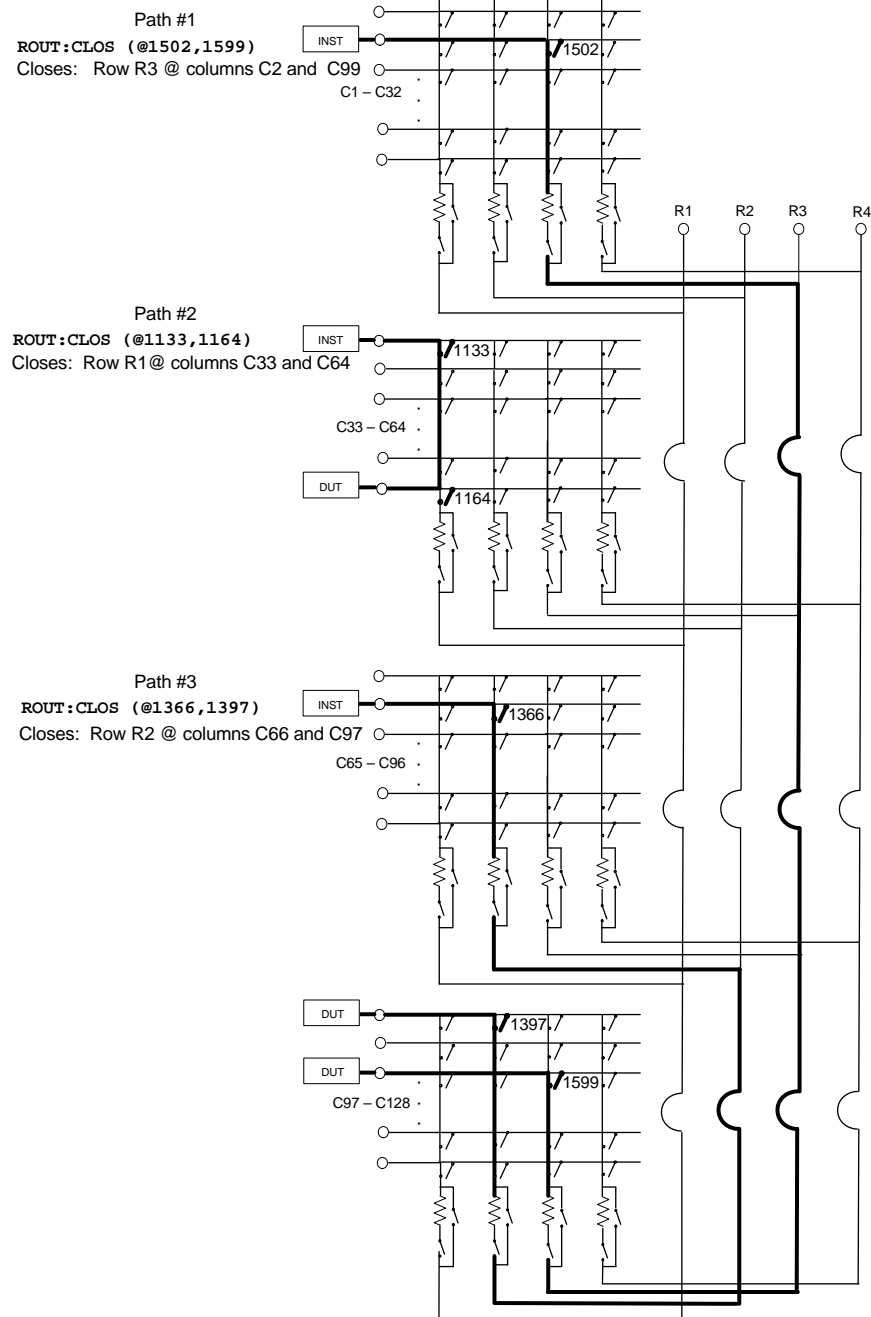 Path #1
ROUT:CLOS (@1502,1599)
Closes: Row R3 @ columns C2 and C99
INST
1502
C1 – C32
R1
R2
R3
R4
Path #2
ROUT:CLOS (@1133,1164)
Closes: Row R1@ columns C33 and C64
INST
1133
C33 – C64
DUT
1164
Path #3
ROUT:CLOS (@1366,1397)
Closes: Row R2 @ columns C66 and C97
INST
1366
C65 – C96
DUT
1397
DUT
1599
C97 – C128